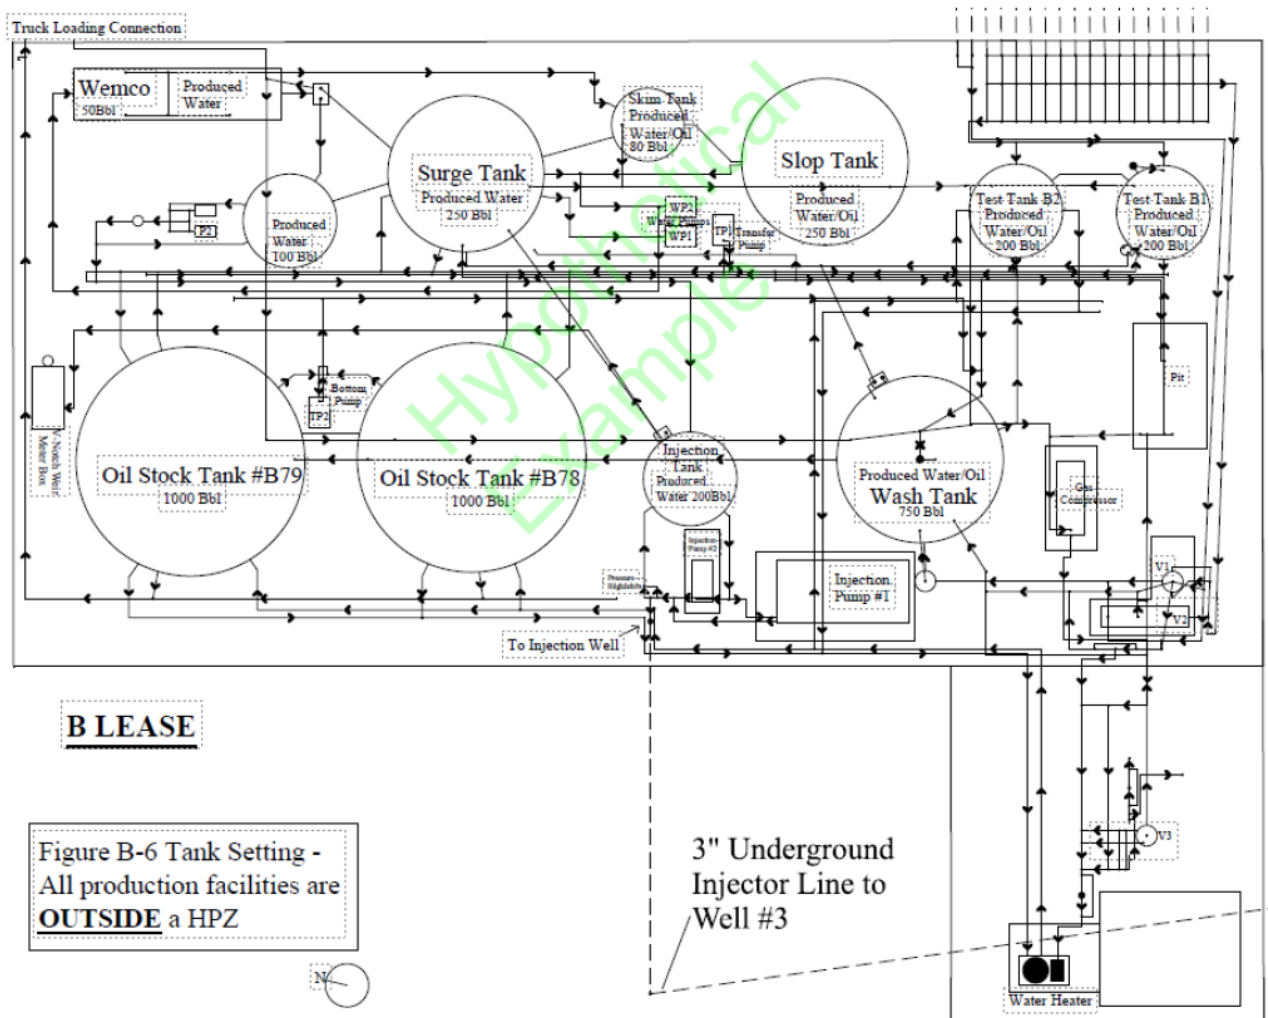 Truck Loading Connection
Wemco
50Bbl
Produced
Water
Surge Tank
Produced Water
250 Bbl
Skim Tank
Produced
Water/Oil
80 Bbl
Slop Tank
Produced
Water/Oil
250 Bbl
Test Tank B2
Produced
Water/Oil
200 Bbl
Test Tank B1
Produced
Water/Oil
200 Bbl
Produced
Water
100 Bbl
P2
WP2
Water Pumps
WP1
TP1
Transfer
Pump
Hypothetical
Example
V-Notch Weir
Meter Box
Oil Stock Tank #B79
1000 Bbl
Bottom
Pump
TP2
Oil Stock Tank #B78
1000 Bbl
Injection
Tank
Produced
Water 200Bbl
Produced Water/Oil
Wash Tank
750 Bbl
Pit
Gas
Compressor
Injection
Pump #2
Injection
Pump #1
V1
V2
To Injection Well
B LEASE
V3
Figure B-6 Tank Setting -
All production facilities are
OUTSIDE a HPZ
3" Underground
Injector Line to
Well #3
N
Water Heater